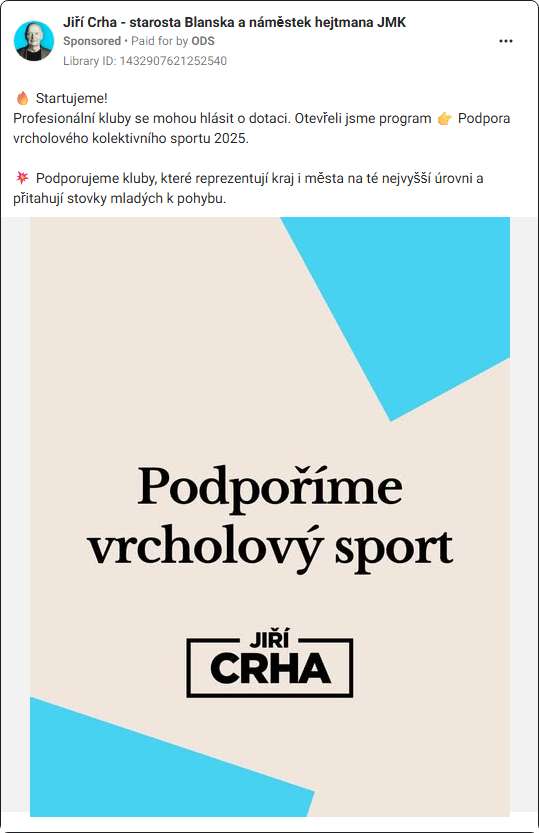 Jiří Crha - starosta Blanska a náměstek hejtmana JMK
Sponsored • Paid for by ODS
Library ID: 1432907621252540
🔥 Startujeme!
Profesionální kluby se mohou hlásit o dotaci. Otevřeli jsme program 👉 Podpora
vrcholového kolektivního sportu 2025.
💥 Podporujeme kluby, které reprezentují kraj i města na té nejvyšší úrovni a
přitahují stovky mladých k pohybu.
Podpoříme
vrcholový sport
JIŘÍ
CRHA